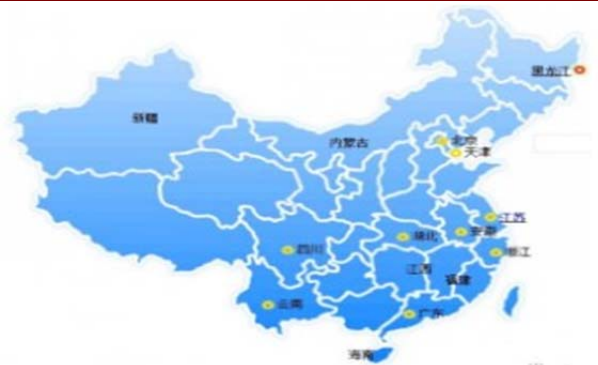 黑龙江
新疆
内蒙古
北京
天津
江苏
安徽
湖北
浙江
四川
江西
福建
云南
广东
海南